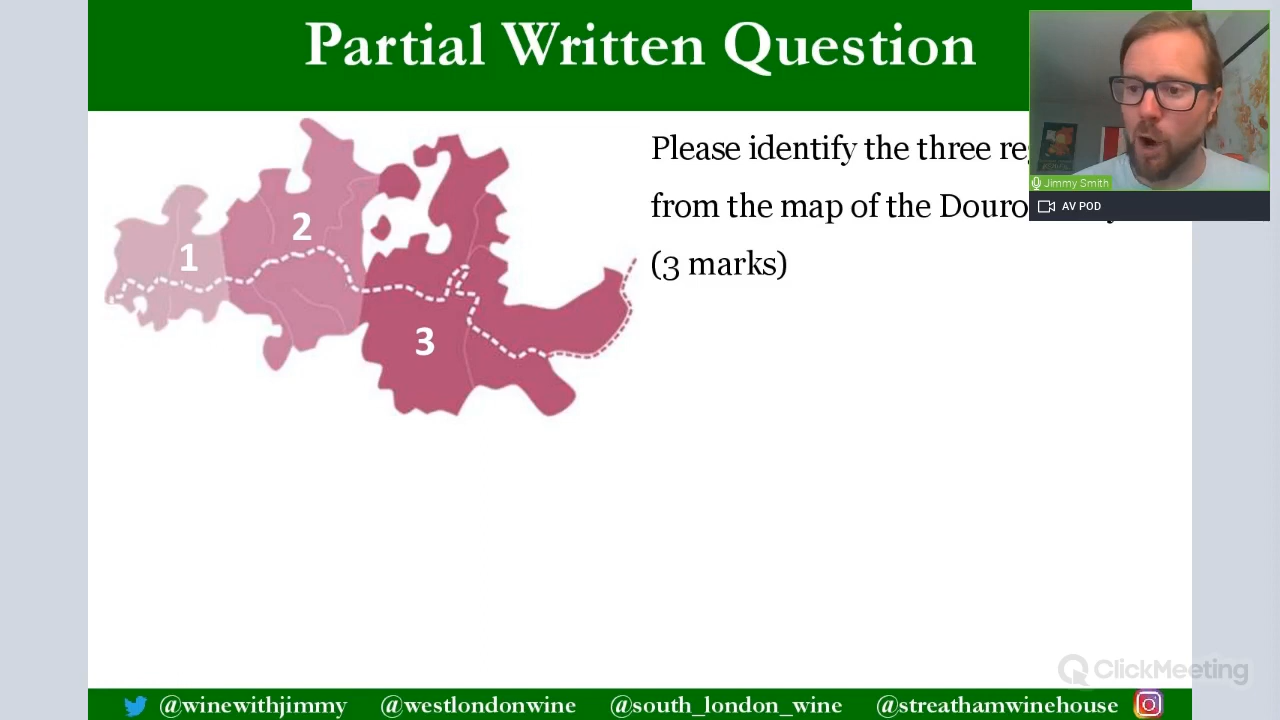 Partial Written Question
Please identify the three
from the map of the Douro
(3 marks)
1
2
3
Jimmy Smith
AV POD
ClickMeeting
@winewithjimmy @westlondonwine @south_london_wine @streathamwinehouse